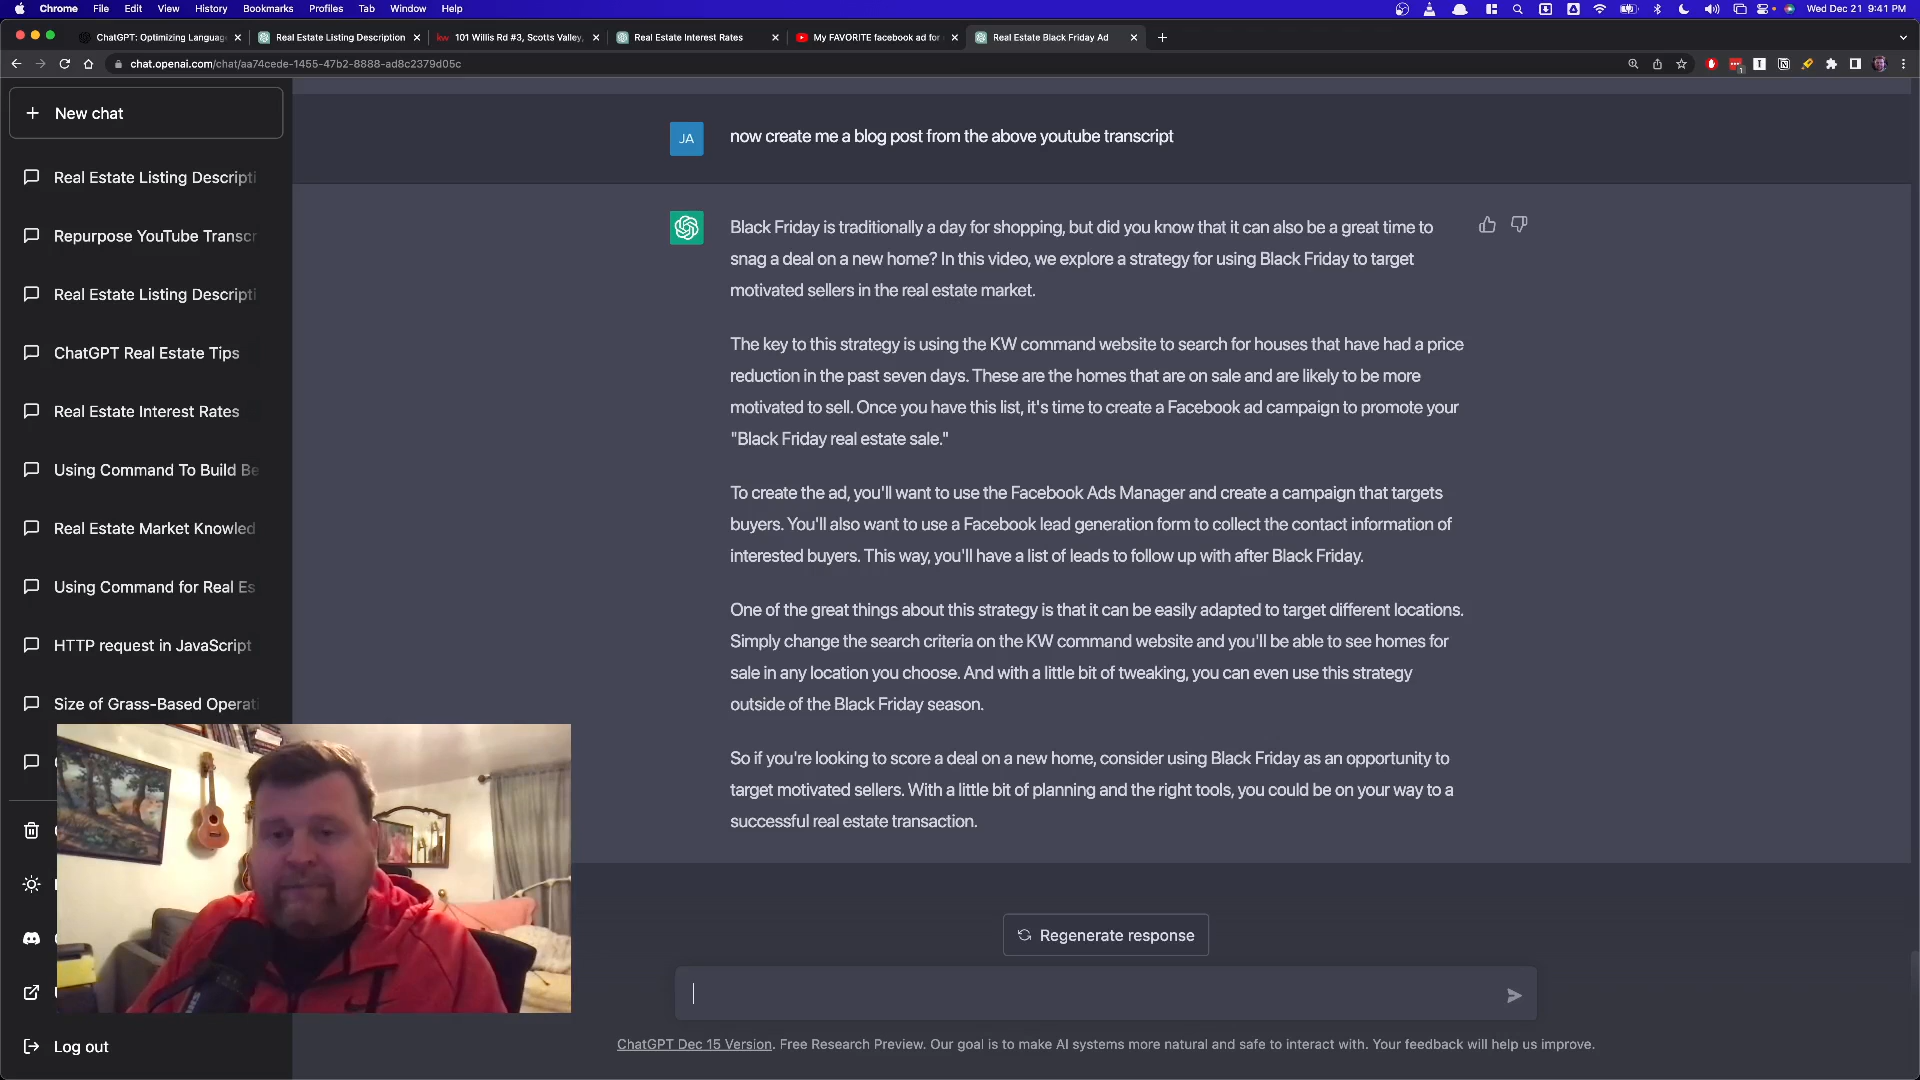 Chrome File Edit View History Bookmarks Profiles Tab Window Help Wed Dec 21 9:41 PM
ChatGPT: Optimizing Languag Real Estate Listing Description 101 Willis Rd #3, Scotts Valley, Real Estate Interest Rates My FAVORITE facebook ad for Real Estate Black Friday Ad
chat.openai.com/chat/aa74cede-1455-47b2-8888-ad8c2379d05c
New chat
Real Estate Listing Descripti
Repurpose YouTube Transcr
Real Estate Listing Descripti
ChatGPT Real Estate Tips
Real Estate Interest Rates
Using Command To Build Be
Real Estate Market Knowled
Using Command for Real Es
HTTP request in JavaScript
Size of Grass-Based Operati
Log out
JA
now create me a blog post from the above youtube transcript
Black Friday is traditionally a day for shopping, but did you know that it can also be a great time to
snag a deal on a new home? In this video, we explore a strategy for using Black Friday to target
motivated sellers in the real estate market.
The key to this strategy is using the KW command website to search for houses that have had a price
reduction in the past seven days. These are the homes that are on sale and are likely to be more
motivated to sell. Once you have this list, it's time to create a Facebook ad campaign to promote your
"Black Friday real estate sale."
To create the ad, you'll want to use the Facebook Ads Manager and create a campaign that targets
buyers. You'll also want to use a Facebook lead generation form to collect the contact information of
interested buyers. This way, you'll have a list of leads to follow up with after Black Friday.
One of the great things about this strategy is that it can be easily adapted to target different locations.
Simply change the search criteria on the KW command website and you'll be able to see homes for
sale in any location you choose. And with a little bit of tweaking, you can even use this strategy
outside of the Black Friday season.
So if you're looking to score a deal on a new home, consider using Black Friday as an opportunity to
target motivated sellers. With a little bit of planning and the right tools, you could be on your way to a
successful real estate transaction.
Regenerate response
ChatGPT Dec 15 Version. Free Research Preview. Our goal is to make AI systems more natural and safe to interact with. Your feedback will help us improve.